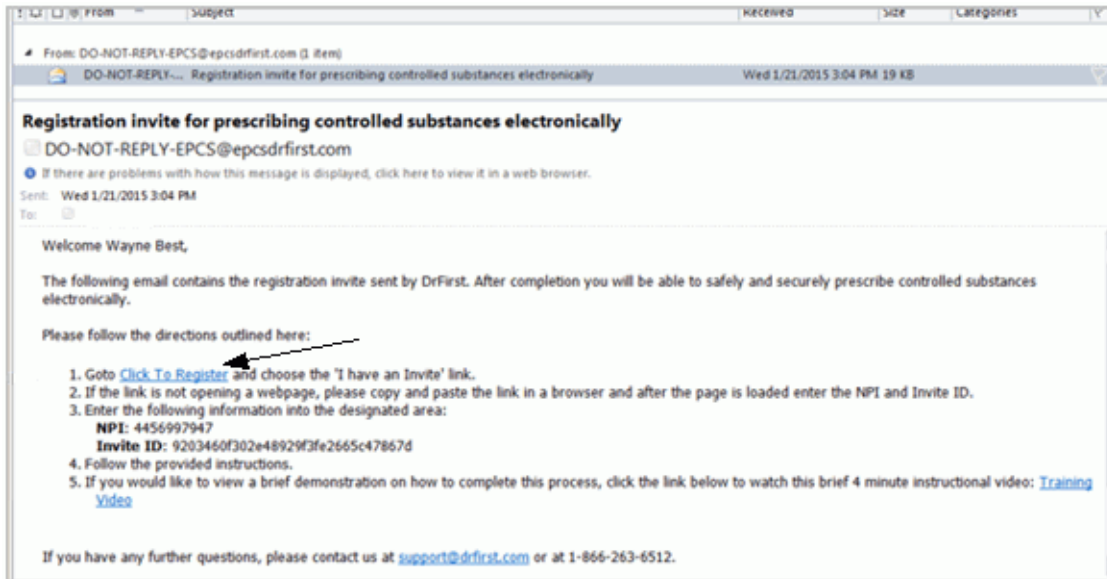 ! From Subject Received Size Categories
From: DO-NOT-REPLY-EPCS@epcsdrfirst.com (1 item)
DO-NOT-REPLY-... Registration invite for prescribing controlled substances electronically Wed 1/21/2015 3:04 PM 19 KB
Registration invite for prescribing controlled substances electronically
DO-NOT-REPLY-EPCS@epcsdrfirst.com
If there are problems with how this message is displayed, click here to view it in a web browser.
Sent: Wed 1/21/2015 3:04 PM
To:
Welcome Wayne Best,
The following email contains the registration invite sent by DrFirst. After completion you will be able to safely and securely prescribe controlled substances
electronically.
Please follow the directions outlined here:
1. Goto Click To Register and choose the 'I have an Invite' link.
2. If the link is not opening a webpage, please copy and paste the link in a browser and after the page is loaded enter the NPI and Invite ID.
3. Enter the following information into the designated area:
NPI: 4456997947
Invite ID: 9203460f302e48929f3fe2665c47867d
4. Follow the provided instructions.
5. If you would like to view a brief demonstration on how to complete this process, click the link below to watch this brief 4 minute instructional video: Training
Video
If you have any further questions, please contact us at support@drfirst.com or at 1-866-263-6512.